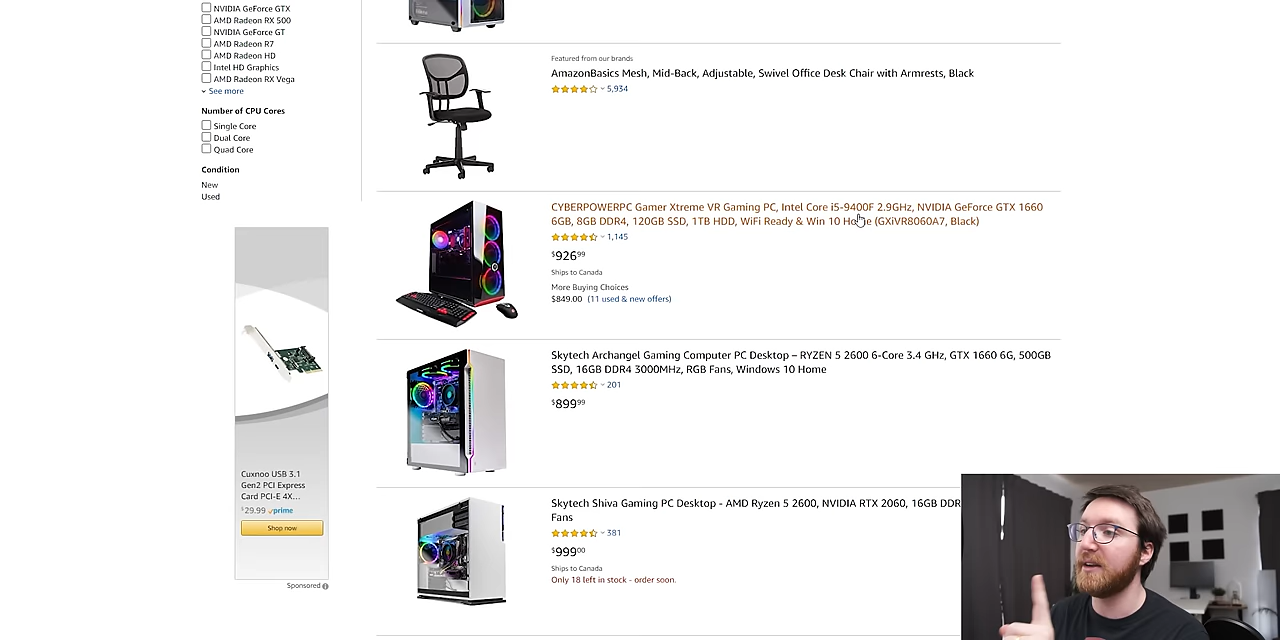 NVIDIA GeForce GTX
AMD Radeon RX 500
NVIDIA GeForce GT
AMD Radeon R7
AMD Radeon HD
Intel HD Graphics
AMD Radeon RX Vega
See more
Number of CPU Cores
Single Core
Dual Core
Quad Core
Condition
New
Used
Cuxnoo USB 3.1
Gen2 PCI Express
Card PCI-E 4X...
$29.99 prime
Shop now
Sponsored
Featured from our brands
AmazonBasics Mesh, Mid-Back, Adjustable, Swivel Office Desk Chair with Armrests, Black
5,934
CYBERPOWERPC Gamer Xtreme VR Gaming PC, Intel Core i5-9400F 2.9GHz, NVIDIA GeForce GTX 1660
6GB, 8GB DDR4, 120GB SSD, 1TB HDD, WiFi Ready & Win 10 Home (GXiVR8060A7, Black)
1,145
$926.99
Ships to Canada
More Buying Choices
$849.00 (11 used & new offers)
Skytech Archangel Gaming Computer PC Desktop – RYZEN 5 2600 6-Core 3.4 GHz, GTX 1660 6G, 500GB
SSD, 16GB DDR4 3000MHz, RGB Fans, Windows 10 Home
201
$899.99
Skytech Shiva Gaming PC Desktop - AMD Ryzen 5 2600, NVIDIA RTX 2060, 16GB DDR
Fans
381
$999.00
Ships to Canada
Only 18 left in stock - order soon.